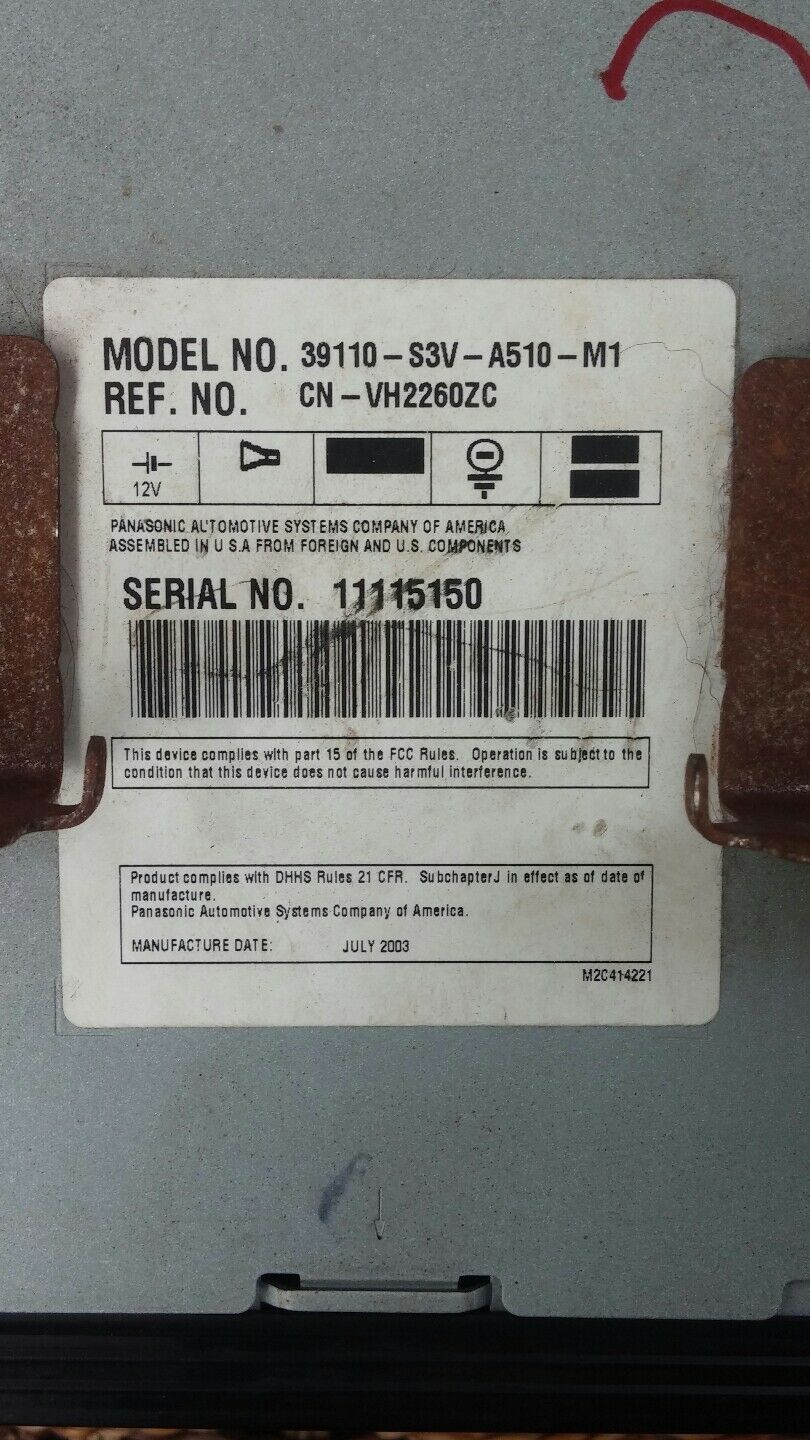 MODEL NO. 39110-S3V-A510-M1
REF. NO. CN-VH2260ZC
12V
PANASONIC AUTOMOTIVE SYSTEMS COMPANY OF AMERICA
ASSEMBLED IN U S.A FROM FOREIGN AND U.S. COMPONENTS
SERIAL NO. 11115150
This device complies with part 15 of the FCC Rules. Operation is subject to the
condition that this device does not cause harmful interference.
Product complies with DHHS Rules 21 CFR. Subchapter J in effect as of date of
manufacture.
Panasonic Automotive Systems Company of America.
MANUFACTURE DATE: JULY 2003
M2C414221